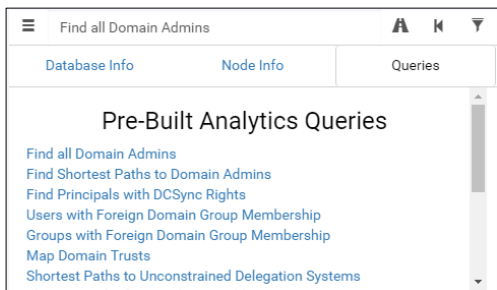 Find all Domain Admins
Database Info
Node Info
Queries
Pre-Built Analytics Queries
Find all Domain Admins
Find Shortest Paths to Domain Admins
Find Principals with DCSync Rights
Users with Foreign Domain Group Membership
Groups with Foreign Domain Group Membership
Map Domain Trusts
Shortest Paths to Unconstrained Delegation Systems